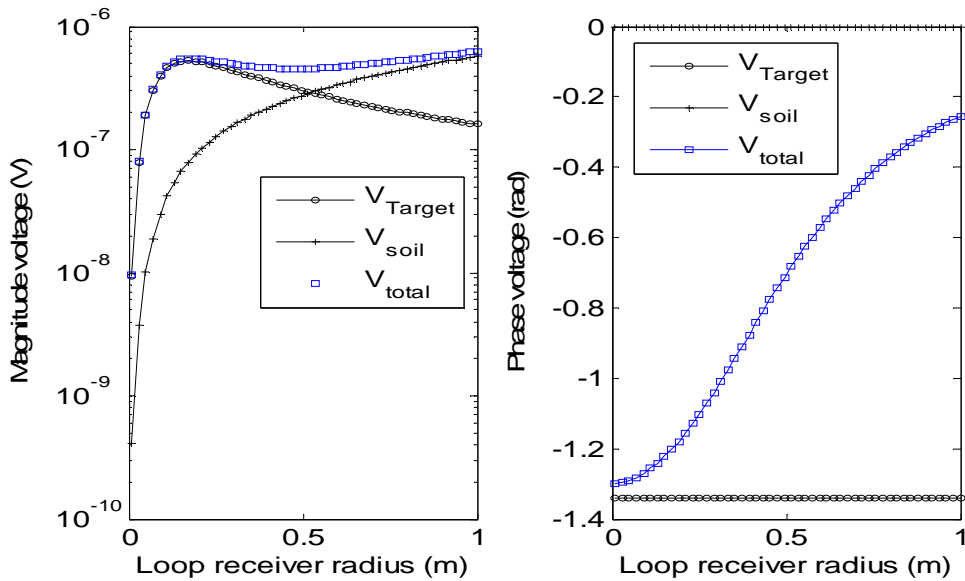 10^-6
10^-7
10^-8
10^-9
10^-10
Magnitude voltage (V)
V_Target
V_soil
V_total
0 0.5 1
Loop receiver radius (m)
0
-0.2
-0.4
-0.6
-0.8
-1
-1.2
-1.4
Phase voltage (rad)
V_Target
V_soil
V_total
0 0.5 1
Loop receiver radius (m)